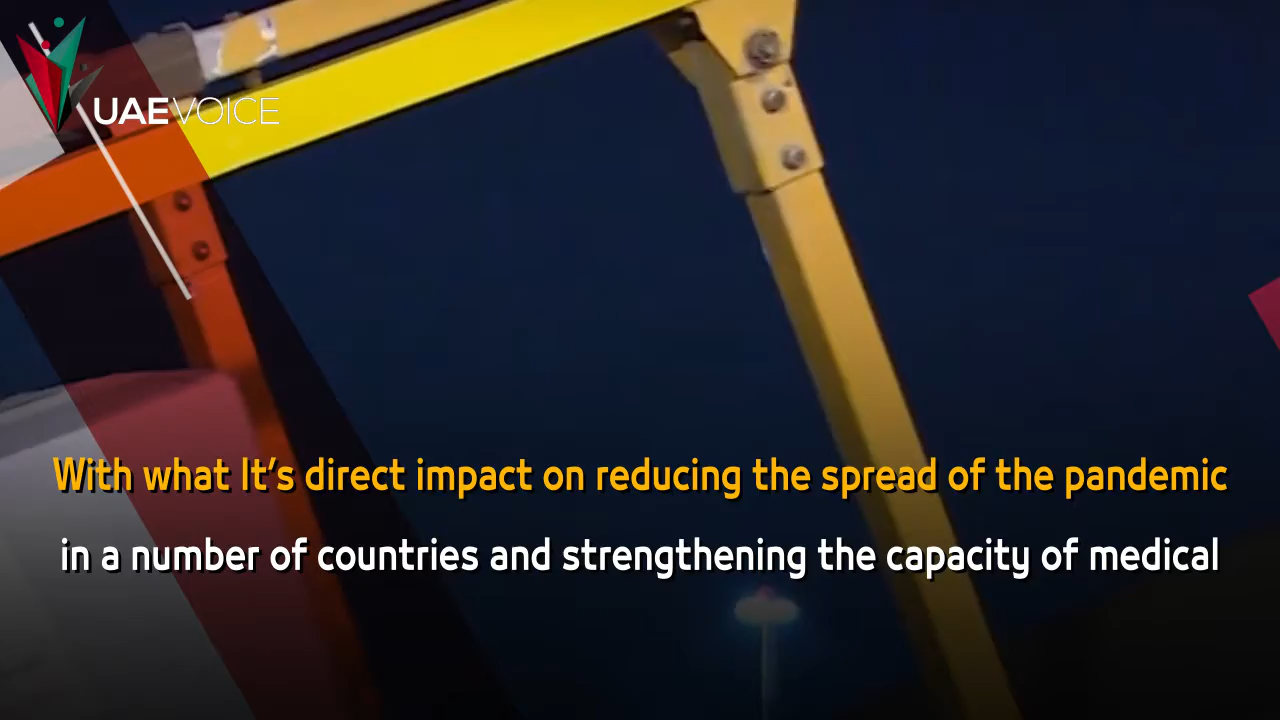 UAEVOICE
With what It's direct impact on reducing the spread of the pandemic
in a number of countries and strengthening the capacity of medical